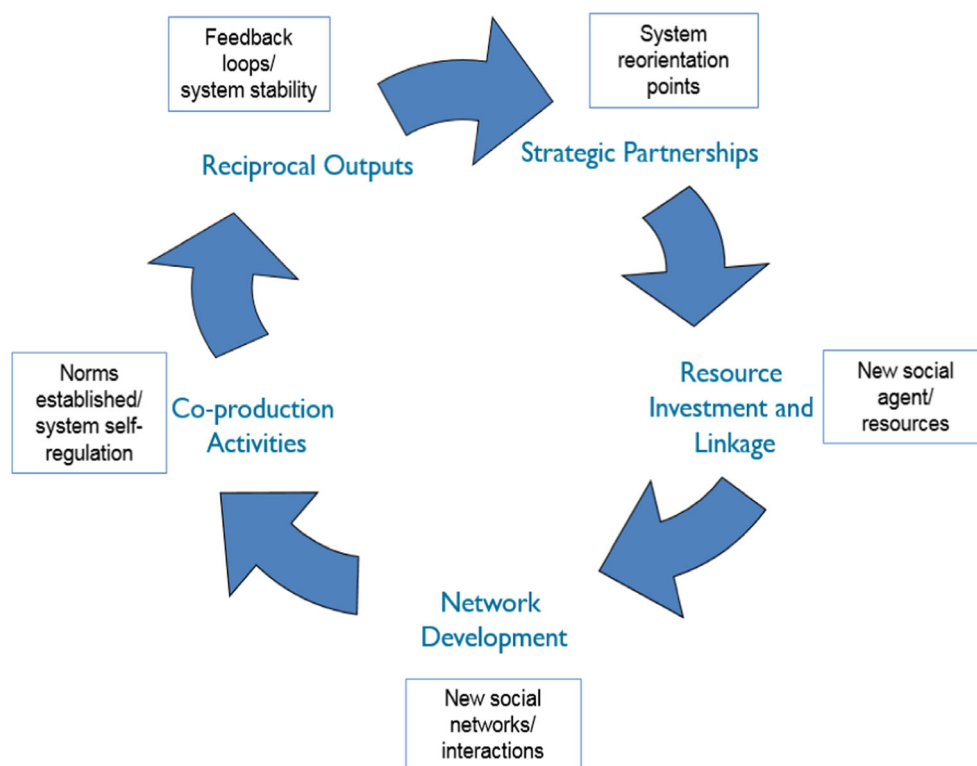 Feedback
loops/
system stability
System
reorientation
points
Reciprocal Outputs
Strategic Partnerships
Resource
Investment and
Linkage
New social
agent/
resources
Network
Development
New social
networks/
interactions
Co-production
Activities
Norms
established/
system self-
regulation